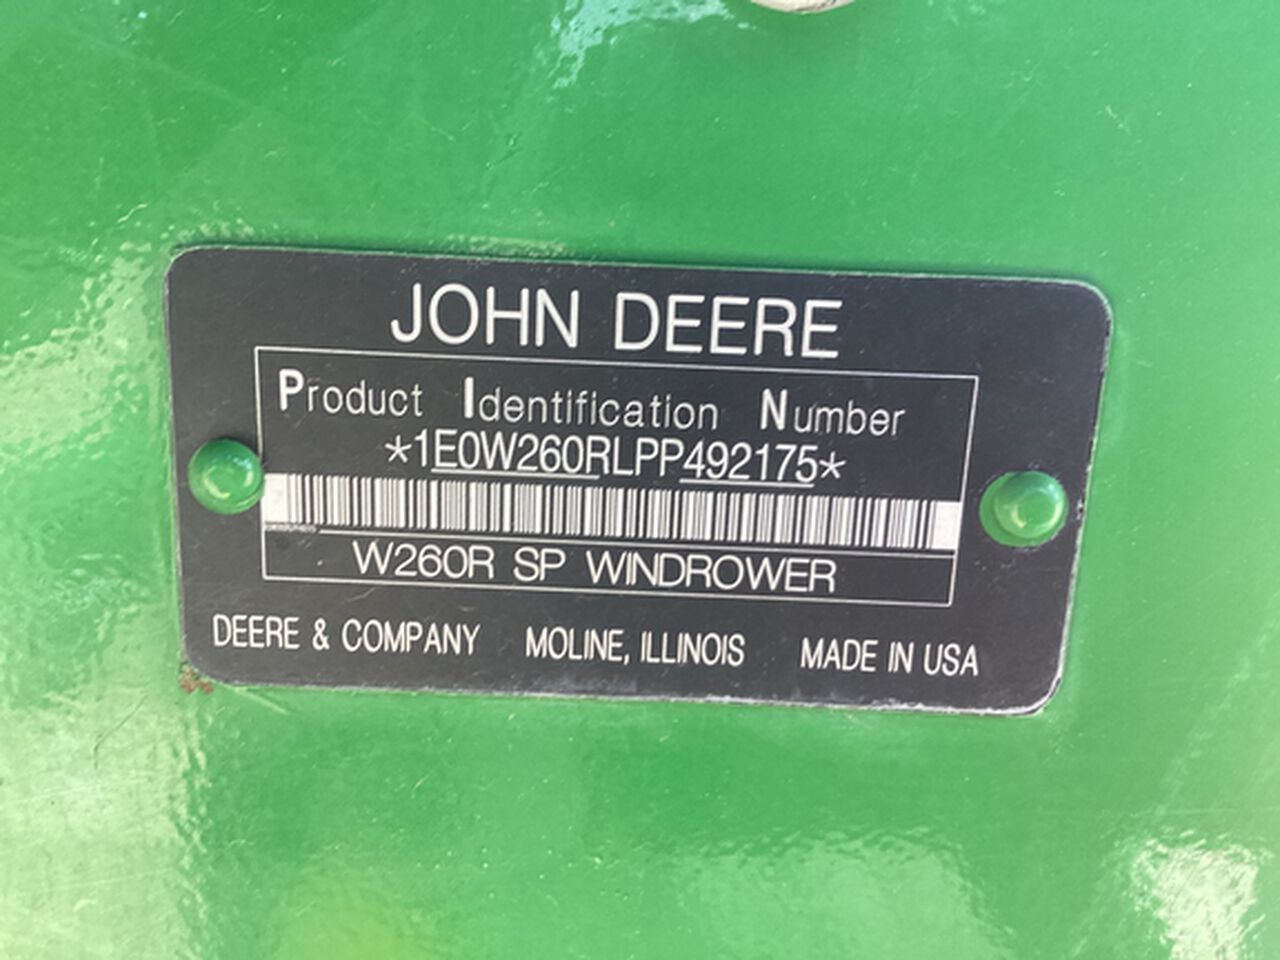 JOHN DEERE
Product Identification Number
*1E0W260RLPP492175*
W260R SP WINDROWER
DEERE & COMPANY MOLINE, ILLINOIS MADE IN USA